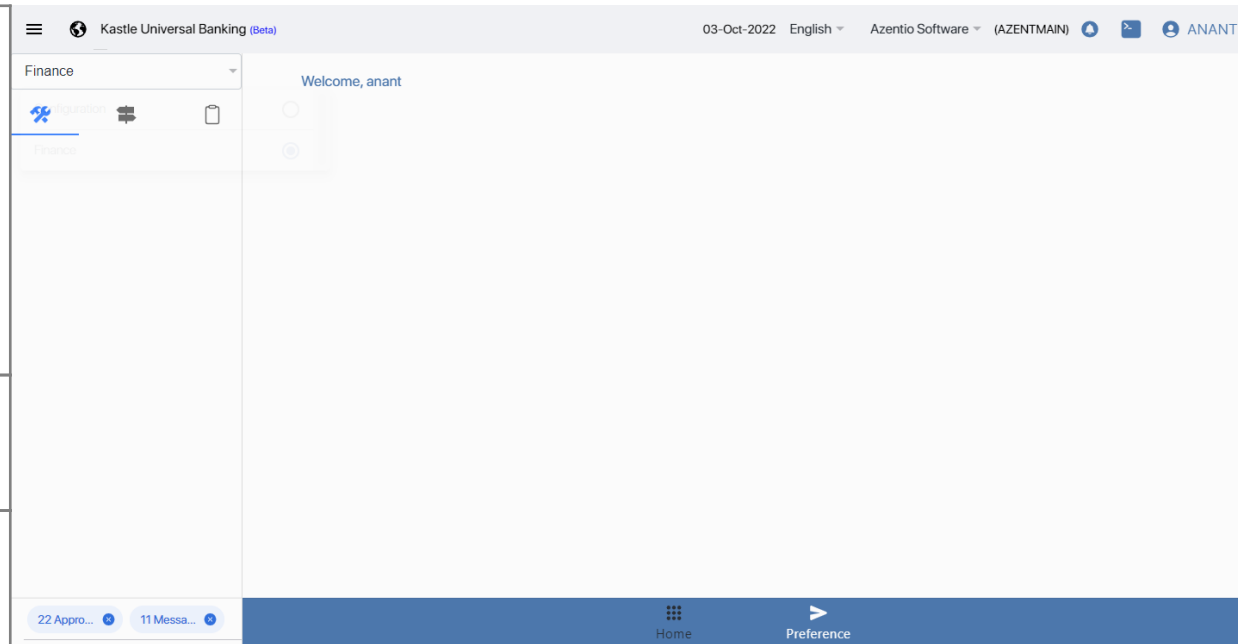 Kastle Universal Banking (Beta) 03-Oct-2022 English Azentio Software (AZENTMAIN) ANANT
Finance
Welcome, anant
figuration
Finance
22 Appro... 11 Messa...
Home Preference